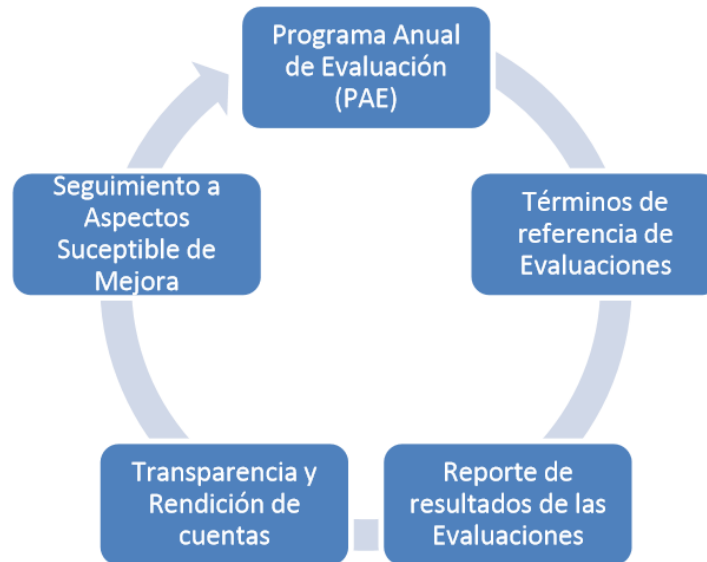 Programa Anual
de Evaluación
(PAE)
Términos de
referencia de
Evaluaciones
Reporte de
resultados de las
Evaluaciones
Transparencia y
Rendición de
cuentas
Seguimiento a
Aspectos
Suceptible de
Mejora